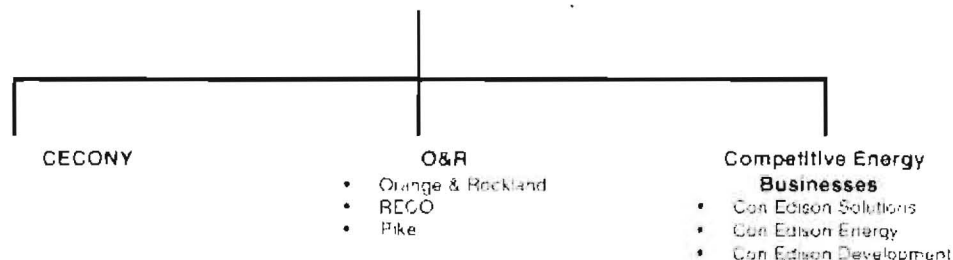 CECONY
O&R
• Orange & Rockland
• RECO
• Pike
Competitive Energy
Businesses
• Con Edison Solutions
• Con Edison Energy
• Con Edison Development